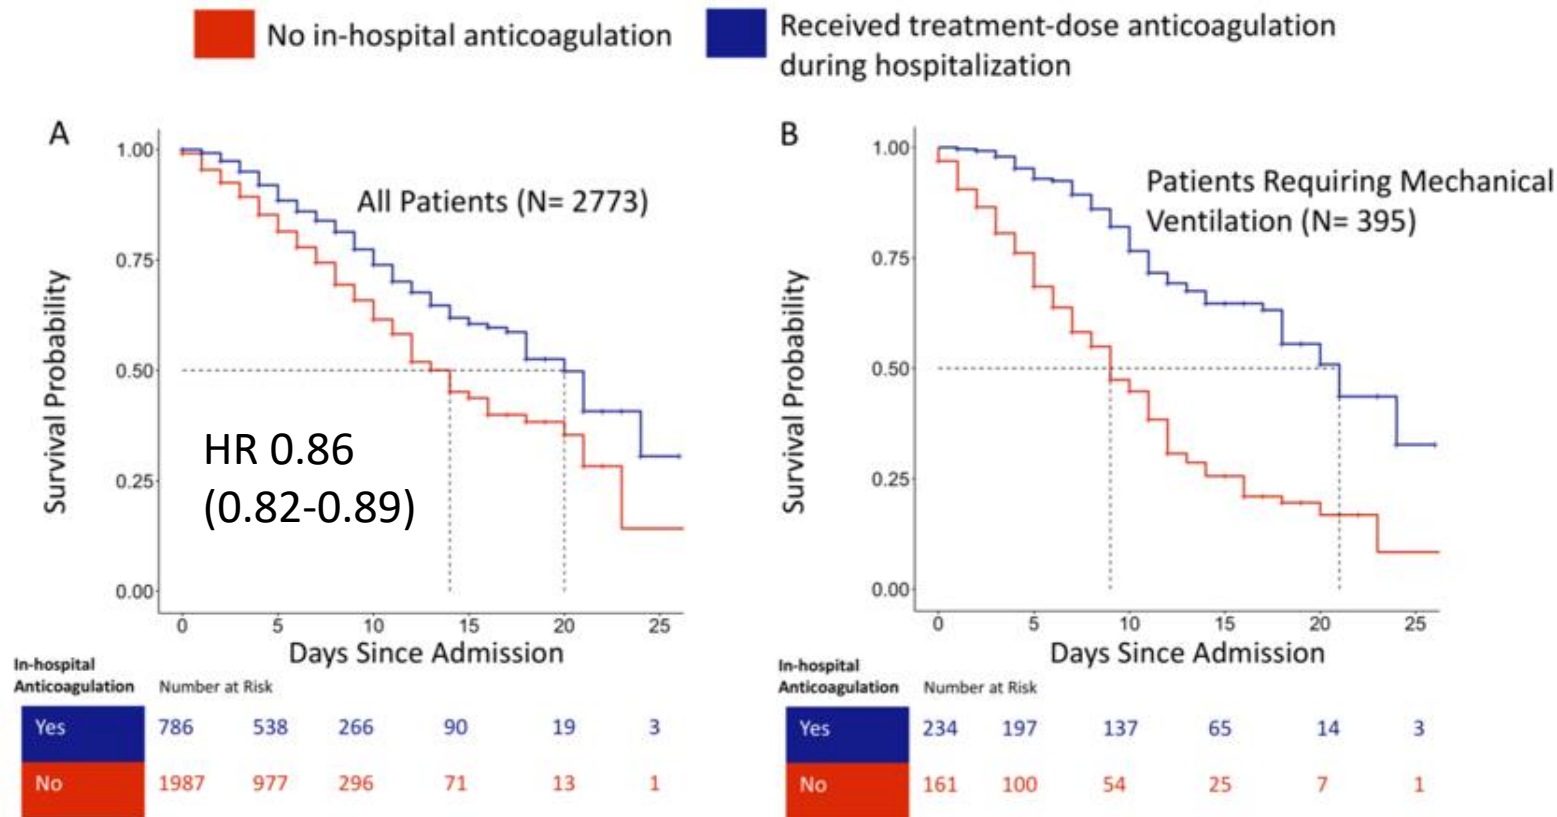 No in-hospital anticoagulation
Received treatment-dose anticoagulation
during hospitalization
A
All Patients (N= 2773)
Survival Probability
1.00
0.75
0.50
0.25
0.00
HR 0.86
(0.82-0.89)
0 5 10 15 20 25
Days Since Admission
In-hospital
Anticoagulation Number at Risk
Yes 786 538 266 90 19 3
No 1987 977 296 71 13 1
B
Patients Requiring Mechanical
Ventilation (N= 395)
Survival Probability
1.00
0.75
0.50
0.25
0.00
0 5 10 15 20 25
Days Since Admission
In-hospital
Anticoagulation Number at Risk
Yes 234 197 137 65 14 3
No 161 100 54 25 7 1